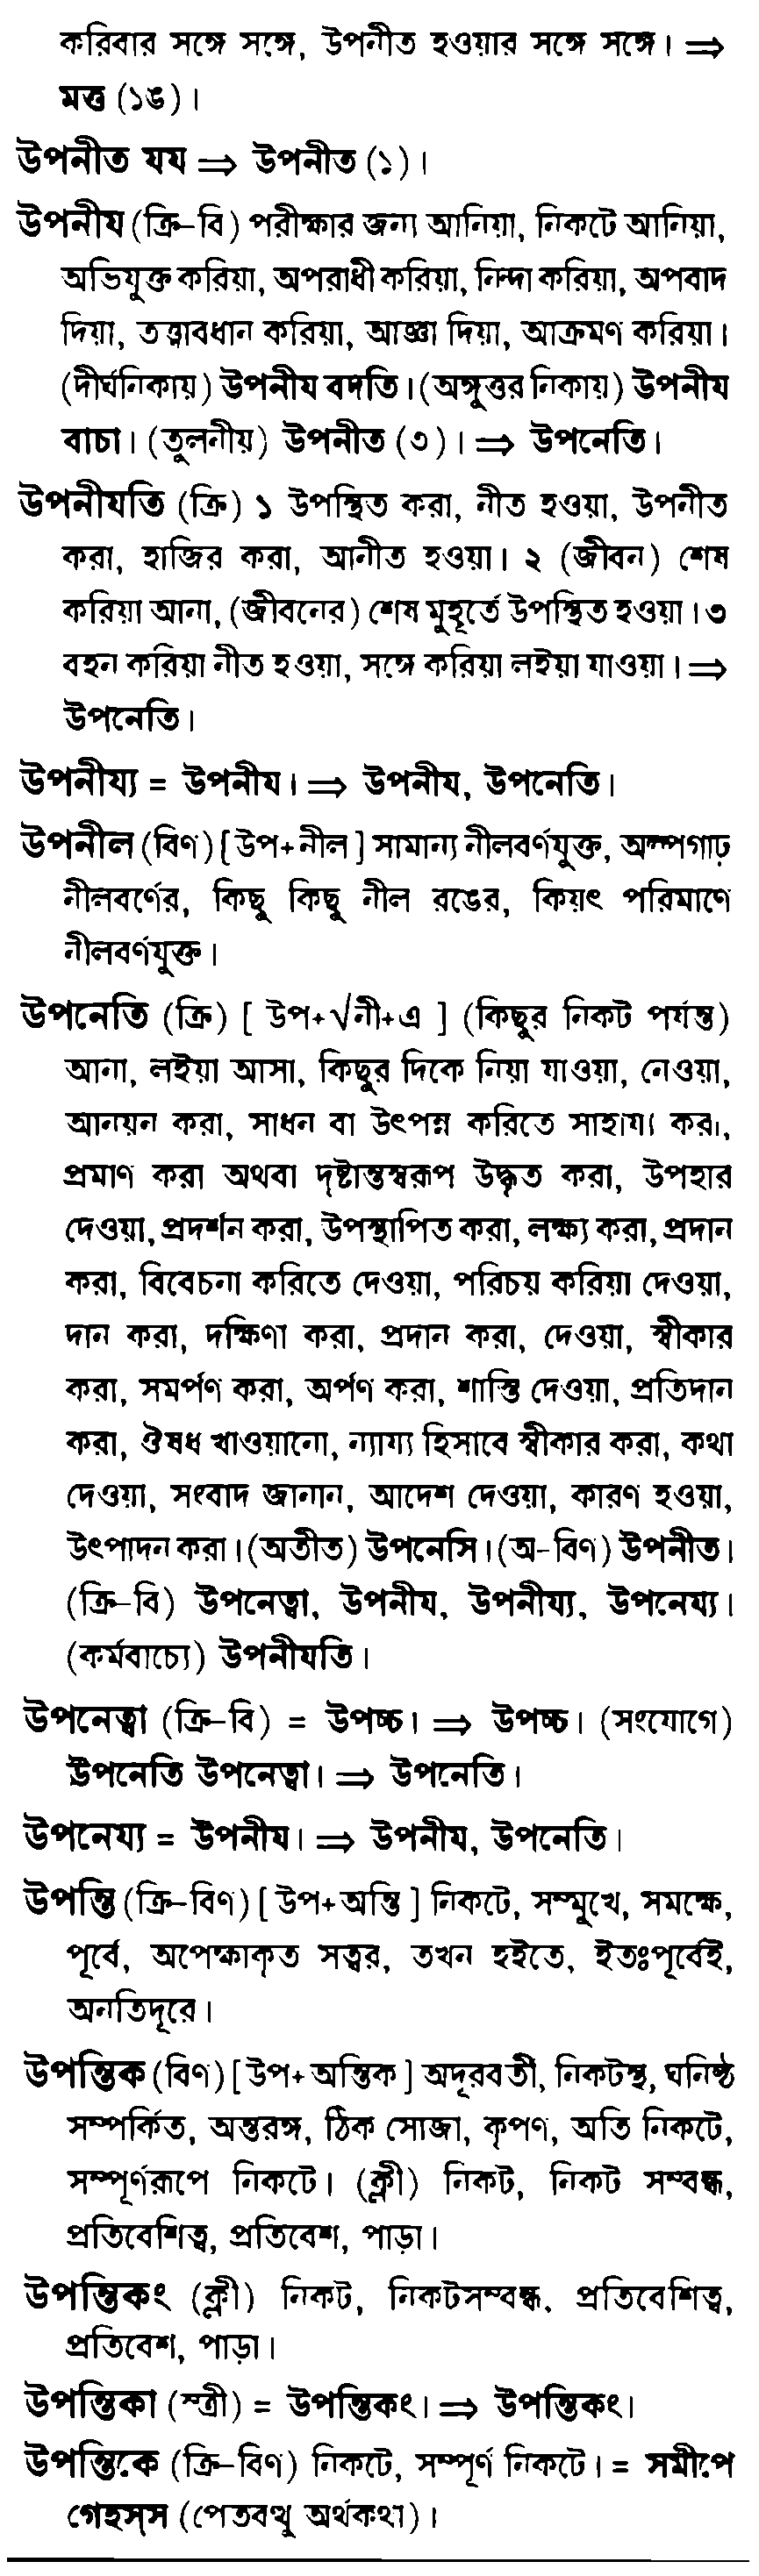 করিবার সঙ্গে সঙ্গে, উপনীত হওয়ার সঙ্গে সঙ্গে। ⇒
মত্ত (১ঙ)।
উপনীত যয ⇒ উপনীত (১)।
উপনীয (ক্রি-বি) পরীক্ষার জন্য আনিয়া, নিকটে আনিয়া,
অভিযুক্ত করিয়া, অপরাধী করিয়া, নিন্দা করিয়া, অপবাদ
দিয়া, তত্ত্বাবধান করিয়া, আজ্ঞা দিয়া, আক্রমণ করিয়া।
(দীর্ঘনিকায়) উপনীয বদতি। (অঙ্গুত্তর নিকায়) উপনীয
বাচা। (তুলনীয়) উপনীত (৩)। ⇒ উপনেতি।
উপনীযতি (ক্রি) ১ উপস্থিত করা, নীত হওয়া, উপনীত
করা, হাজির করা, আনীত হওয়া। ২ (জীবন) শেষ
করিয়া আনা, (জীবনের) শেষ মুহূর্তে উপস্থিত হওয়া। ৩
বহন করিয়া নীত হওয়া, সঙ্গে করিয়া লইয়া যাওয়া। ⇒
উপনেতি।
উপনীয্য = উপনীয। ⇒ উপনীয, উপনেতি।
উপনীল (বিণ) [উপ+নীল] সামান্য নীলবর্ণযুক্ত, অল্পগাঢ়
নীলবর্ণের, কিছু কিছু নীল রঙের, কিয়ৎ পরিমাণে
নীলবর্ণযুক্ত।
উপনেতি (ক্রি) [ উপ+√নী+এ ] (কিছুর নিকট পর্যন্ত)
আনা, লইয়া আসা, কিছুর দিকে নিয়া যাওয়া, নেওয়া,
আনয়ন করা, সাধন বা উৎপন্ন করিতে সাহায্য করা,
প্রমাণ করা অথবা দৃষ্টান্তস্বরূপ উদ্ধৃত করা, উপহার
দেওয়া, প্রদর্শন করা, উপস্থাপিত করা, লক্ষ্য করা, প্রদান
করা, বিবেচনা করিতে দেওয়া, পরিচয় করিয়া দেওয়া,
দান করা, দক্ষিণা করা, প্রদান করা, দেওয়া, স্বীকার
করা, সমর্পণ করা, অর্পণ করা, শাস্তি দেওয়া, প্রতিদান
করা, ঔষধ খাওয়ানো, ন্যায্য হিসাবে স্বীকার করা, কথা
দেওয়া, সংবাদ জানান, আদেশ দেওয়া, কারণ হওয়া,
উৎপাদন করা। (অতীত) উপনেসি। (অ-বিণ) উপনীত।
(ক্রি-বি) উপনেত্বা, উপনীয, উপনীয্য, উপনেয্য।
(কর্মবাচ্যে) উপনীযতি।
উপনেত্বা (ক্রি-বি) = উপচ্চ। ⇒ উপচ্চ। (সংযোগে)
উপনেতি উপনেত্বা। ⇒ উপনেতি।
উপনেয্য = উপনীয। ⇒ উপনীয, উপনেতি।
উপন্তি (ক্রি-বিণ) [উপ+অন্তি] নিকটে, সম্মুখে, সমক্ষে,
পূর্বে, অপেক্ষাকৃত সত্বর, তখন হইতে, ইতঃপূর্বেই,
অনতিদূরে।
উপন্তিক (বিণ) [উপ+অন্তিক] অদূরবর্তী, নিকটস্থ, ঘনিষ্ঠ
সম্পর্কিত, অন্তরঙ্গ, ঠিক সোজা, কৃপণ, অতি নিকটে,
সম্পূর্ণরূপে নিকটে। (ক্লী) নিকট, নিকট সম্বন্ধ,
প্রতিবেশিত্ব, প্রতিবেশ, পাড়া।
উপন্তিকং (ক্লী) নিকট, নিকটসম্বন্ধ, প্রতিবেশিত্ব,
প্রতিবেশ, পাড়া।
উপন্তিকা (স্ত্রী) = উপন্তিকং। ⇒ উপন্তিকং।
উপন্তিকে (ক্রি-বিণ) নিকটে, সম্পূর্ণ নিকটে। = সমীপে
গেহস্স (পেতবত্থু অর্থকথা)।